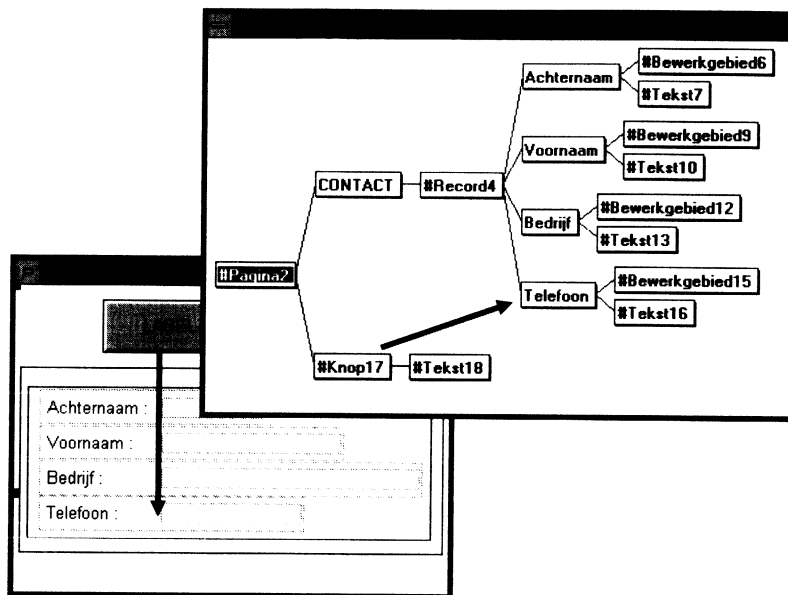 #Bewerkgebied6
Achternaam
#Tekst7
#Bewerkgebied9
Voornaam
#Tekst10
CONTACT
#Record4
#Bewerkgebied12
Bedrijf
#Tekst13
#Pagina2
#Bewerkgebied15
Telefoon
#Tekst16
#Knop17
#Tekst18
Achternaam :
Voornaam :
Bedrijf :
Telefoon :